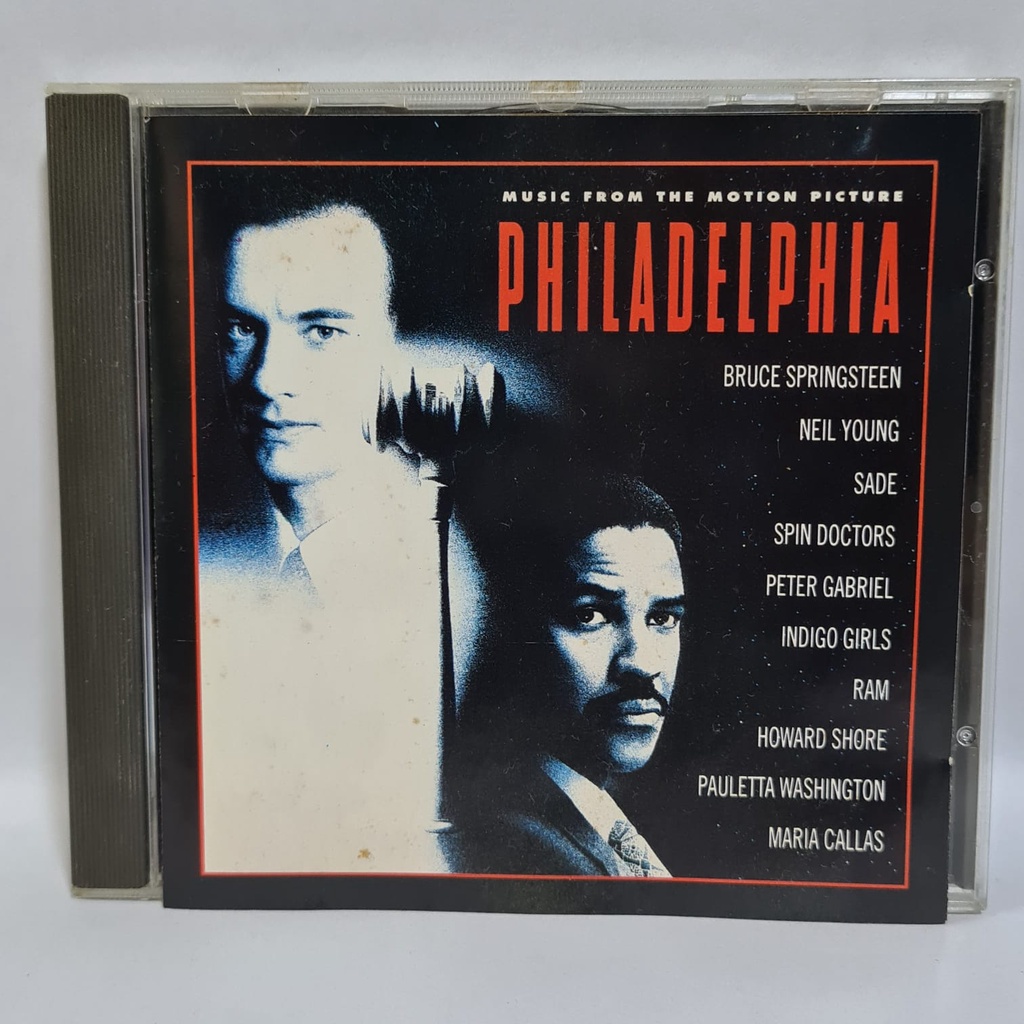 MUSIC FROM THE MOTION PICTURE
PHILADELPHIA
BRUCE SPRINGSTEEN
NEIL YOUNG
SADE
SPIN DOCTORS
PETER GABRIEL
INDIGO GIRLS
RAM
HOWARD SHORE
PAULETTA WASHINGTON
MARIA CALLAS